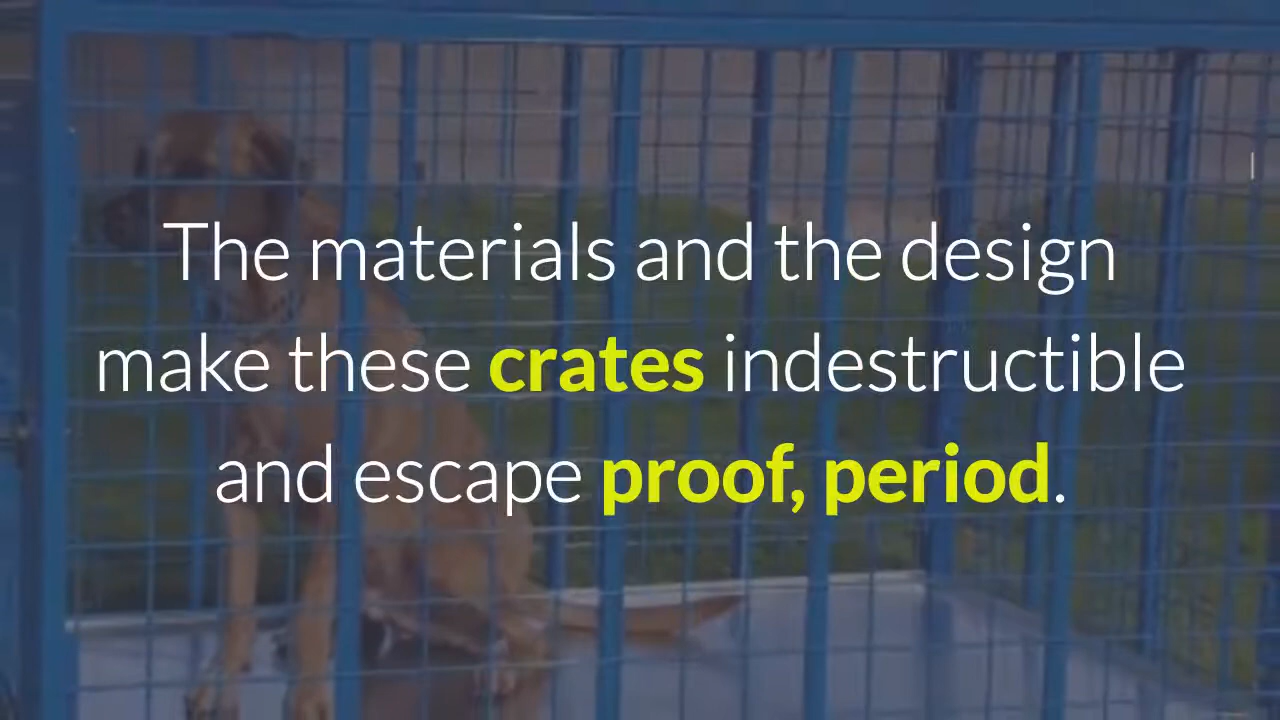 The materials and the design
make these crates indestructible
and escape proof, period.